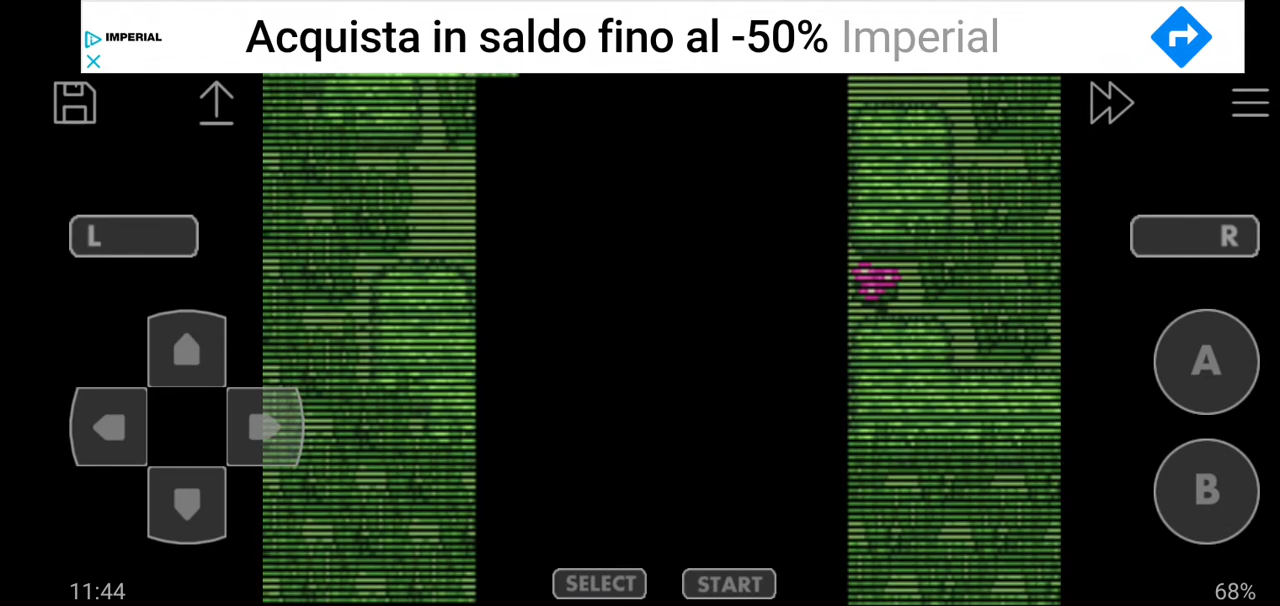 IMPERIAL
Acquista in saldo fino al -50% Imperial
L
R
A
B
SELECT
START
11:44
68%